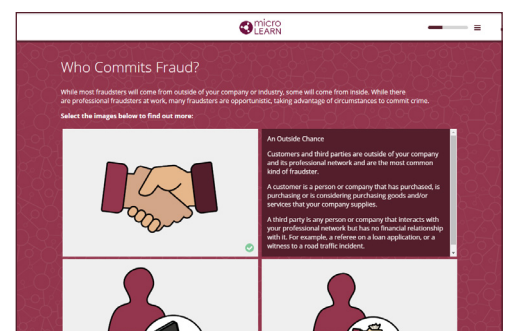 micro
LEARN
Who Commits Fraud?
While most fraudsters will come from outside of your company or industry, some will come from inside. While there
are professional fraudsters at work, many fraudsters are opportunistic, taking advantage of circumstances to commit crime.
Select the images below to find out more:
An Outside Chance
Customers and third parties are outside of your company
and its professional network and are the most common
kind of fraudster.
A customer is a person or company that has purchased, is
purchasing or is considering purchasing goods and/or
services that your company supplies.
A third party is any person or company that interacts with
your professional network but has no financial relationship
with it. For example, a referee on a loan application, or a
witness to a road traffic incident.